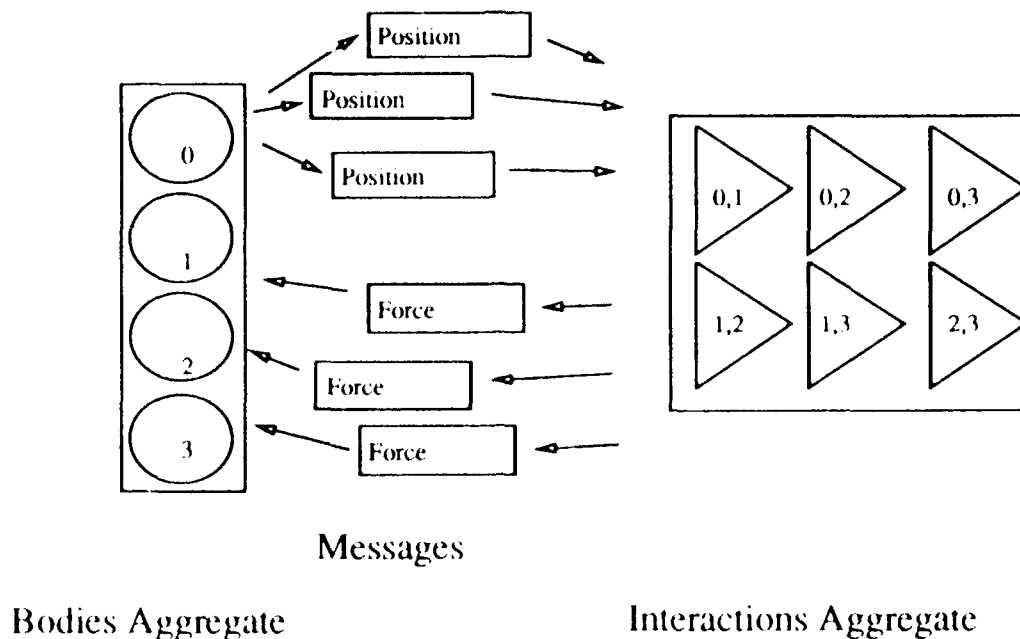 Position
Position
Position
0
1
2
3
0,1 0,2 0,3
1,2 1,3 2,3
Force
Force
Force
Messages
Bodies Aggregate
Interactions Aggregate